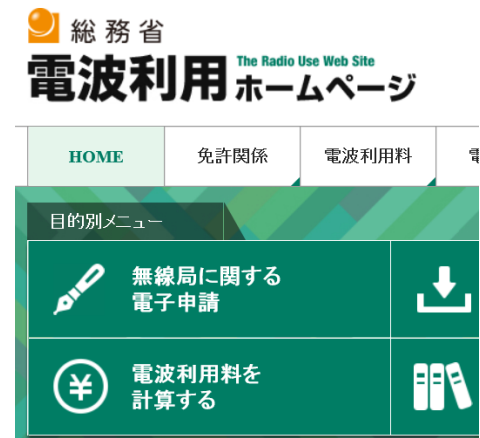 総務省
電波利用ホームページ
The Radio Use Web Site
HOME
免許関係
電波利用料
電
目的別メニュー
無線局に関する
電子申請
電波利用料を
計算する